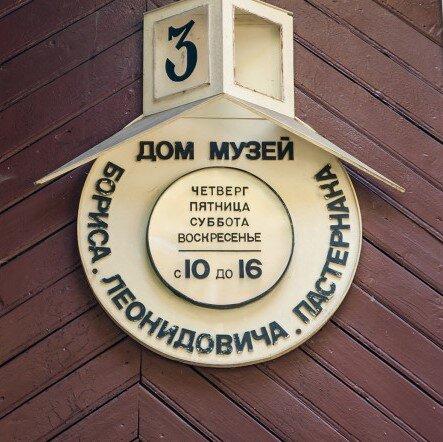 3
ДОМ МУЗЕЙ
БОРИСА . ЛЕОНИДОВИЧА . ПАСТЕРНАКА
ЧЕТВЕРГ
ПЯТНИЦА
СУББОТА
ВОСКРЕСЕНЬЕ
с 10 до 16